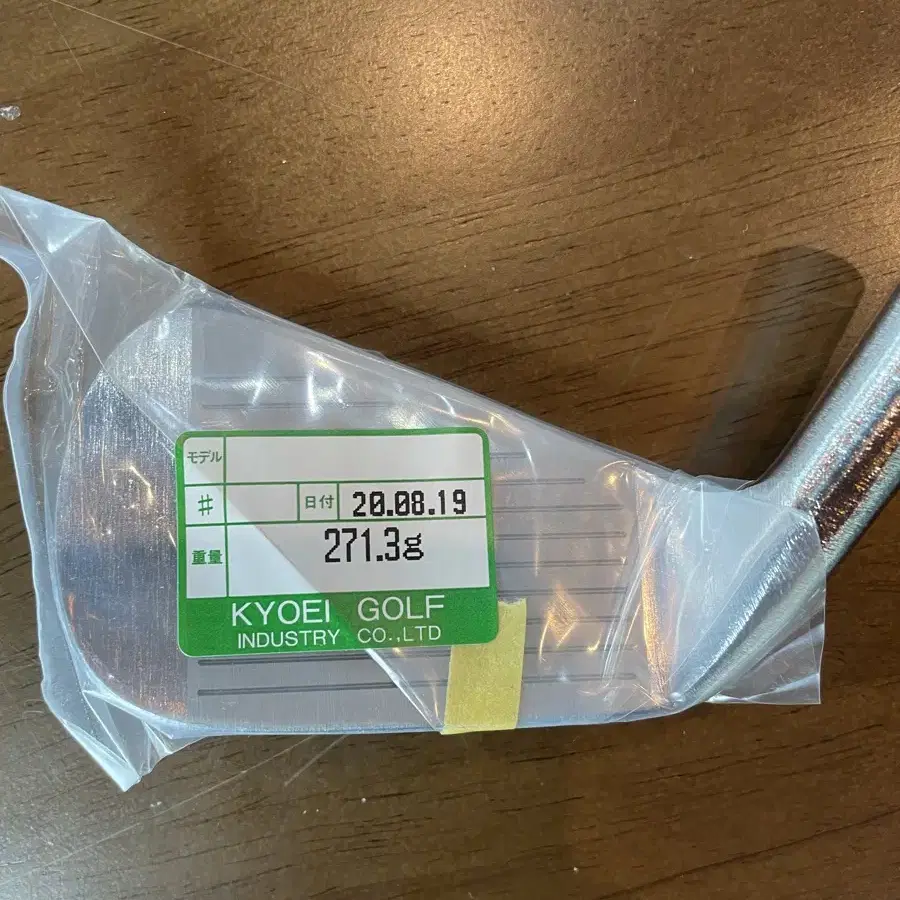 モデル
# 日付 20.08.19
重量 271.3g
KYOEI GOLF
INDUSTRY CO.,LTD